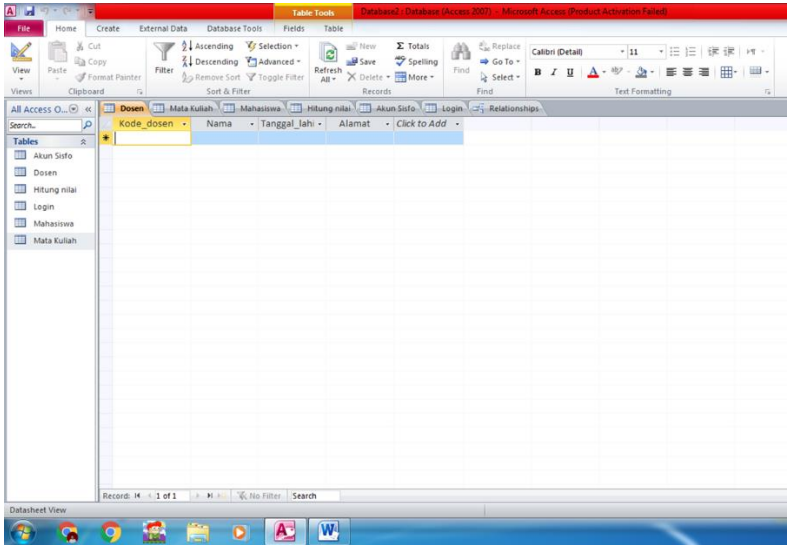 Table Tools
Database2 : Database (Access 2007) - Microsoft Access (Product Activation Failed)
File Home Create External Data Database Tools Fields Table
View
Views
Paste
Cut
Copy
Format Painter
Clipboard
Filter
Ascending
Descending
Remove Sort
Selection
Advanced
Toggle Filter
Sort & Filter
Refresh All
New
Save
Delete
Totals
Spelling
More
Records
Find
Replace
Go To
Select
Find
Calibri (Detail) 11
B I U A
Text Formatting
All Access O...
Search..
Tables
Akun Sisfo
Dosen
Hitung nilai
Login
Mahasiswa
Mata Kuliah
Dosen Mata Kuliah Mahasiswa Hitung nilai Akun Sisfo Login Relationships
Kode_dosen Nama Tanggal_lahi Alamat Click to Add
Record: 1 of 1 No Filter Search
Datasheet View